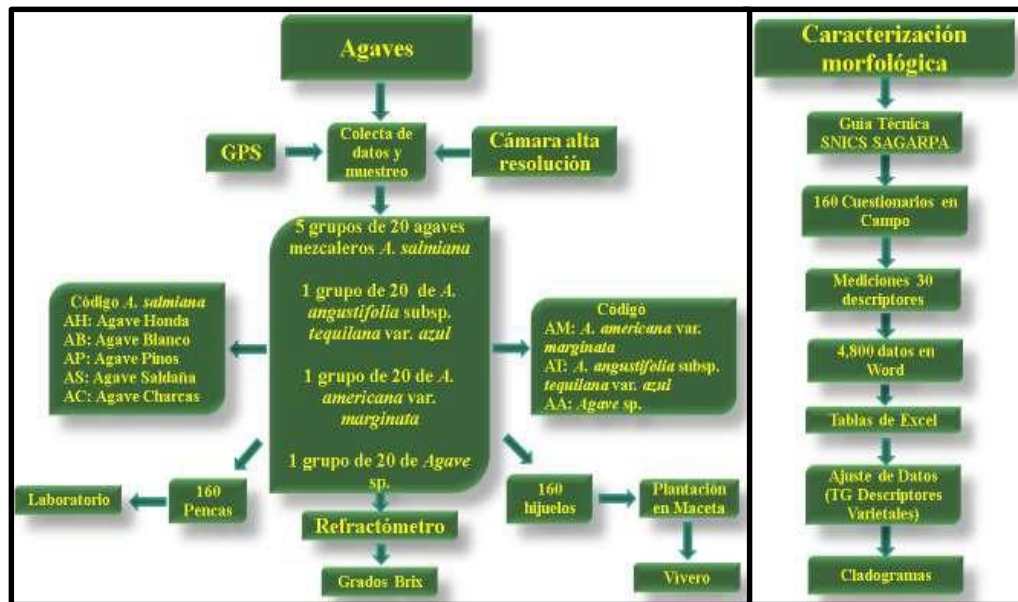 Agaves
GPS
Colecta de
datos y
muestreo
Cámara alta
resolución
5 grupos de 20 agaves
mezcaleros A. salmiana
1 grupo de 20 de A.
angustifolia subsp.
tequilana var. azul
1 grupo de 20 de A.
americana var.
marginata
1 grupo de 20 de Agave
sp.
Código A. salmiana
AH: Agave Honda
AB: Agave Blanco
AP: Agave Pinos
AS: Agave Saldaña
AC: Agave Charcas
Código
AM: A. americana var.
marginata
AT: A. angustifolia subsp.
tequilana var. azul
AA: Agave sp.
Laboratorio
160
Pencas
Refractómetro
Grados Brix
160
hijuelos
Plantación
en Maceta
Vivero
Caracterización
morfológica
Guia Técnica
SNICS SAGARPA
160 Cuestionarios en
Campo
Mediciones 30
descriptores
4,800 datos en
Word
Tablas de Excel
Ajuste de Datos
(TG Descriptores
Varietales)
Cladogramas